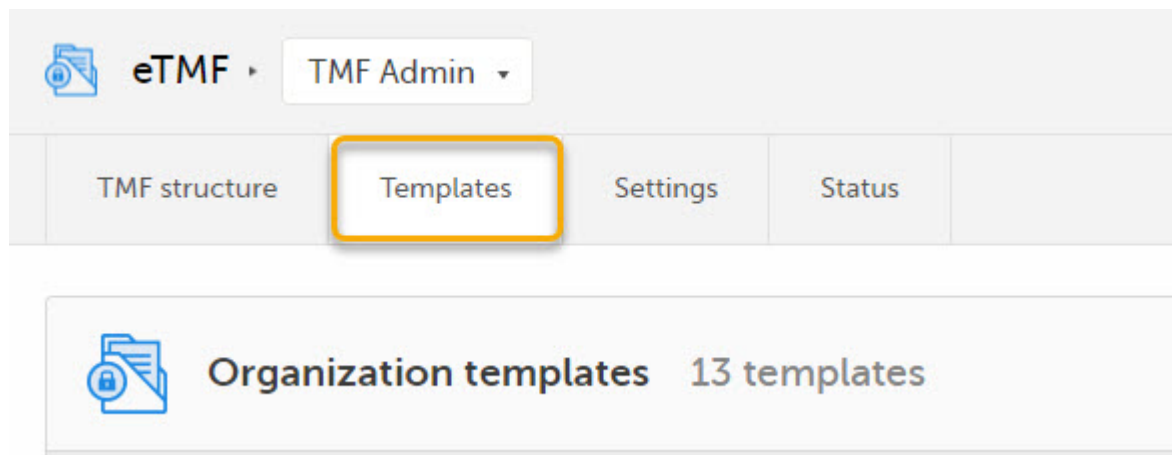 eTMF TMF Admin
TMF structure Templates Settings Status
Organization templates 13 templates